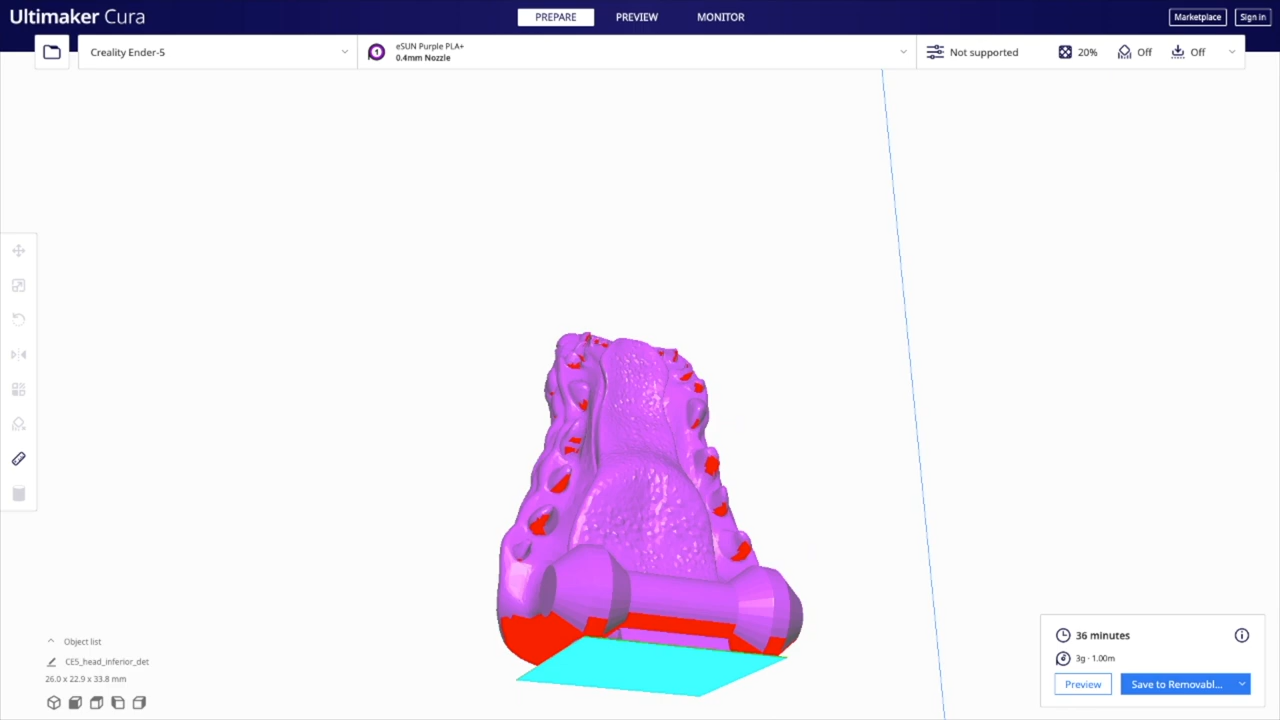 Ultimaker Cura
PREPARE
PREVIEW
MONITOR
Marketplace
Sign in
Creality Ender-5
1
eSUN Purple PLA+
0.4mm Nozzle
Not supported
20%
Off
Off
Object list
CE5_head_inferior_det
26.0 x 22.9 x 33.8 mm
36 minutes
3g · 1.00m
Preview
Save to Removabl...